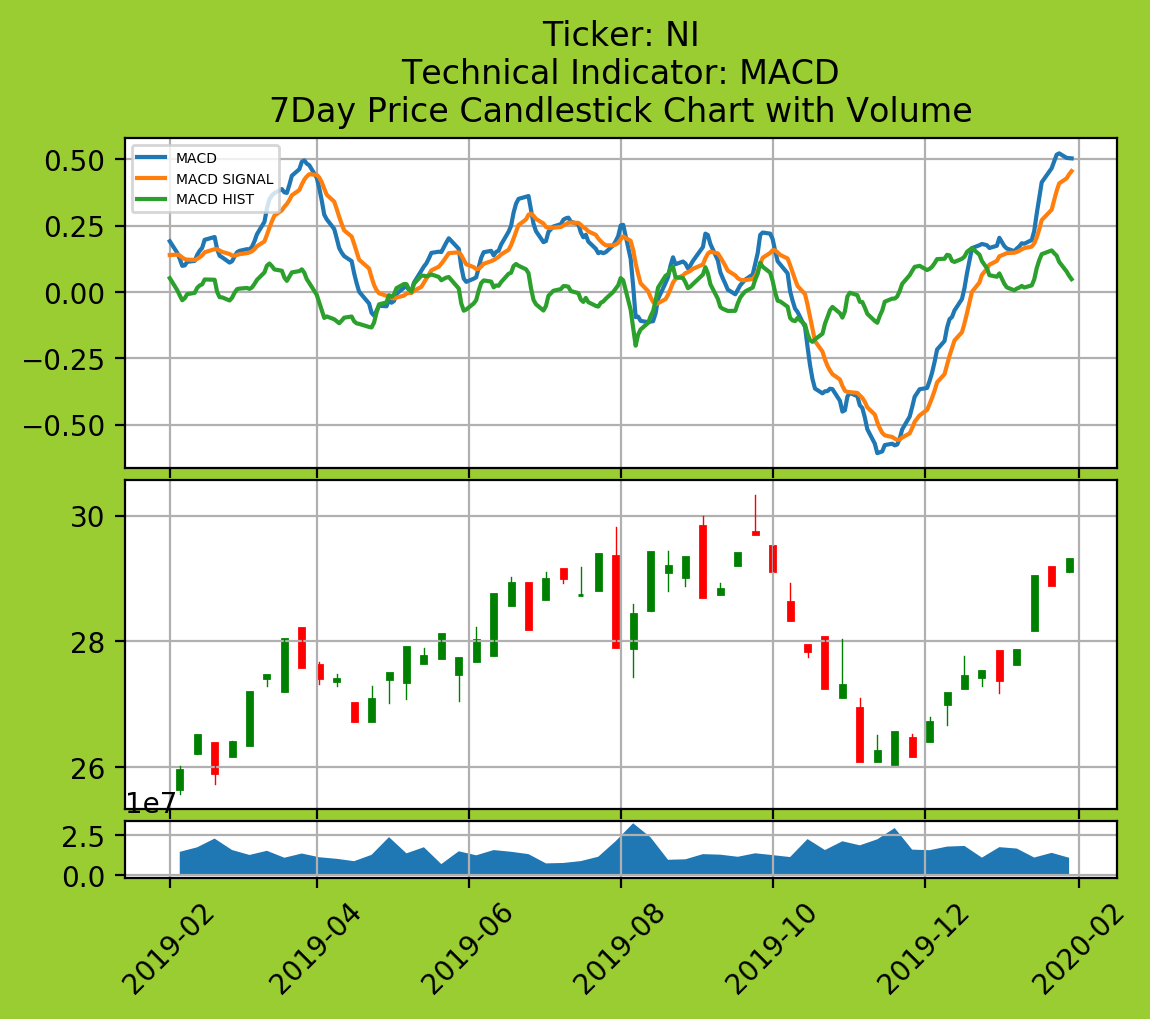 Ticker: NI
Technical Indicator: MACD
7Day Price Candlestick Chart with Volume
MACD
MACD SIGNAL
MACD HIST
0.50
0.25
0.00
−0.25
−0.50
30
28
26
1e7
2.5
0.0
2019-02
2019-04
2019-06
2019-08
2019-10
2019-12
2020-02